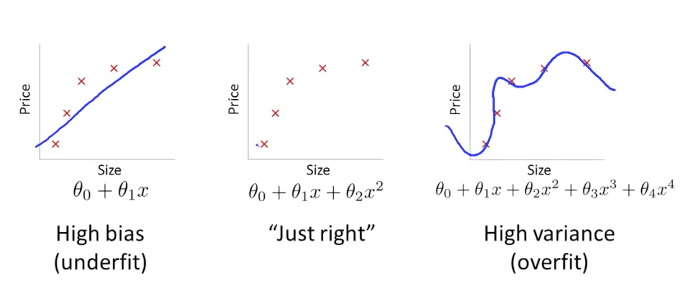 Price
Size
θ₀ + θ₁x
High bias
(underfit)
Price
Size
θ₀ + θ₁x + θ₂x²
“Just right”
Price
Size
θ₀ + θ₁x + θ₂x² + θ₃x³ + θ₄x⁴
High variance
(overfit)